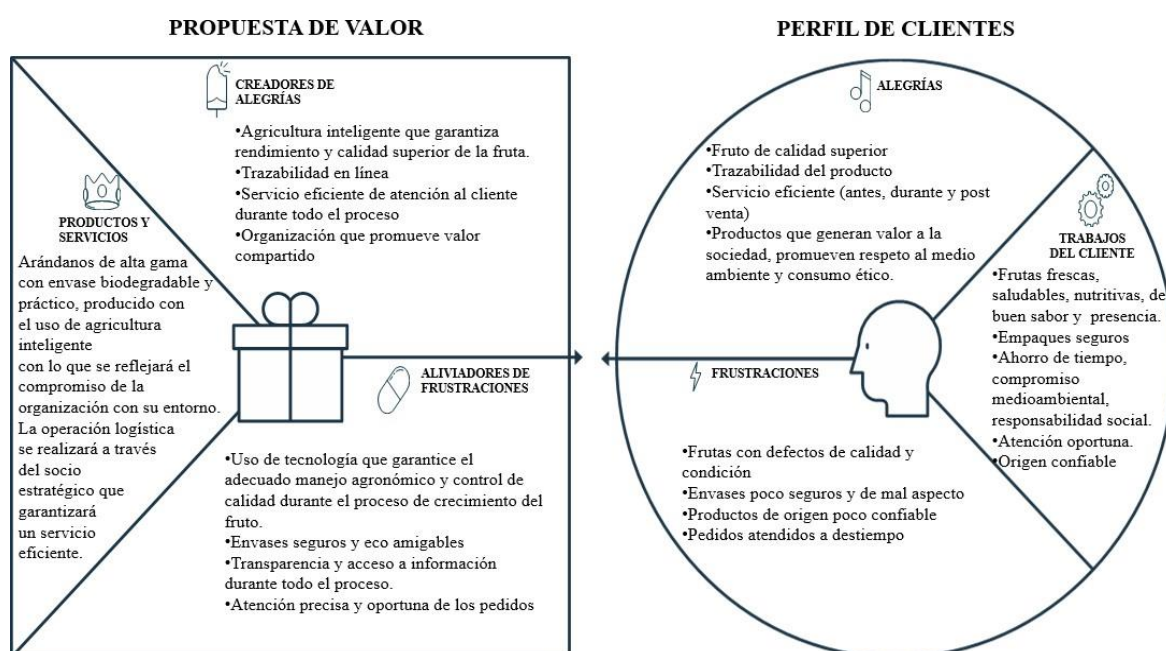 PROPUESTA DE VALOR
CREADORES DE
ALEGRÍAS
•Agricultura inteligente que garantiza
rendimiento y calidad superior de la fruta.
•Trazabilidad en línea
•Servicio eficiente de atención al cliente
durante todo el proceso
•Organización que promueve valor
compartido
PRODUCTOS Y
SERVICIOS
Arándanos de alta gama
con envase biodegradable y
práctico, producido con
el uso de agricultura
inteligente
con lo que se reflejará el
compromiso de la
organización con su entorno.
La operación logística
se realizará a través
del socio
estratégico que
garantizará
un servicio
eficiente.
ALIVIADORES DE
FRUSTRACIONES
•Uso de tecnología que garantice el
adecuado manejo agronómico y control de
calidad durante el proceso de crecimiento del
fruto.
•Envases seguros y eco amigables
•Transparencia y acceso a información
durante todo el proceso.
•Atención precisa y oportuna de los pedidos
PERFIL DE CLIENTES
ALEGRÍAS
•Fruto de calidad superior
•Trazabilidad del producto
•Servicio eficiente (antes, durante y post
venta)
•Productos que generan valor a la
sociedad, promueven respeto al medio
ambiente y consumo ético.
TRABAJOS
DEL CLIENTE
•Frutas frescas,
saludables, nutritivas, de
buen sabor y presencia.
•Empaques seguros
•Ahorro de tiempo,
compromiso
medioambiental,
responsabilidad social.
•Atención oportuna.
•Origen confiable
FRUSTRACIONES
•Frutas con defectos de calidad y
condición
•Envases poco seguros y de mal aspecto
•Productos de origen poco confiable
•Pedidos atendidos a destiempo